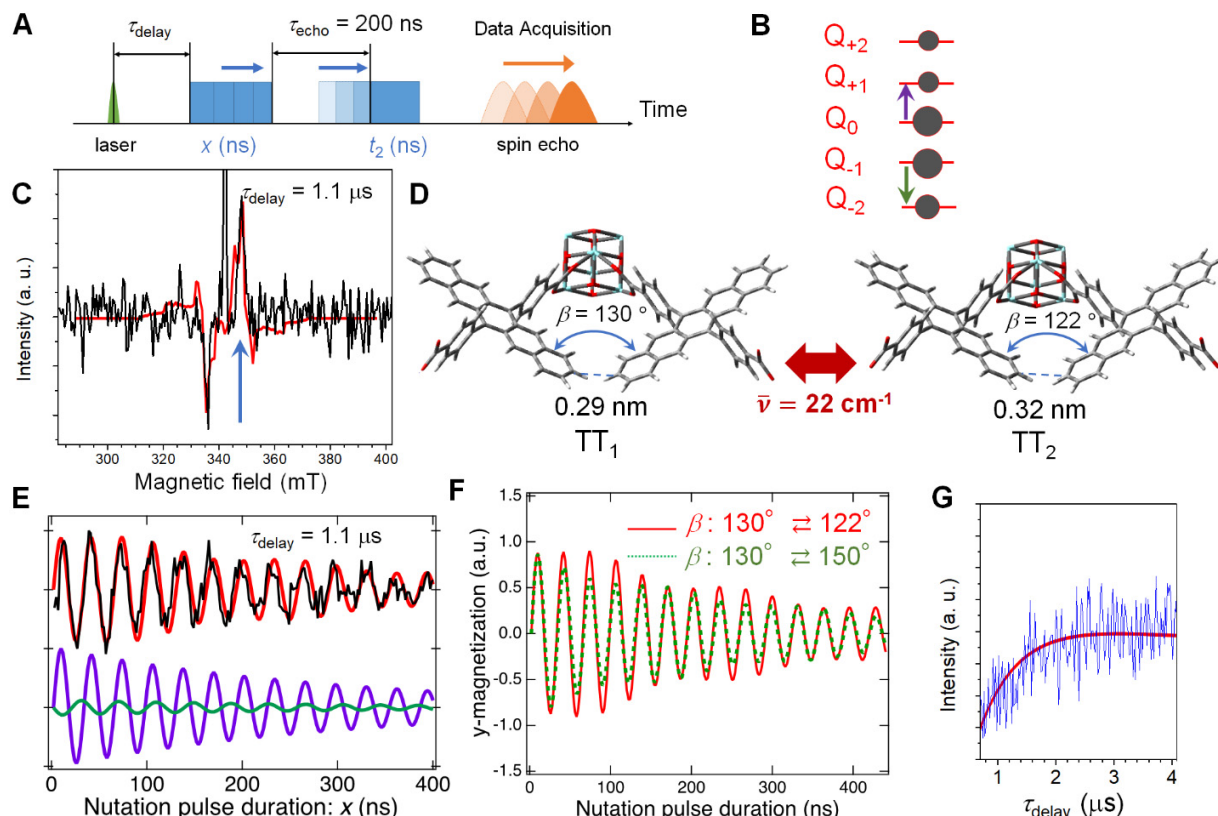 A
τdelay
τecho = 200 ns
Data Acquisition
Time
laser
x (ns)
t2 (ns)
spin echo
B
Q+2
Q+1
Q0
Q-1
Q-2
C
τdelay = 1.1 μs
Intensity (a. u.)
300
320
340
360
380
400
Magnetic field (mT)
D
β = 130 °
0.29 nm
TT1
ν̄ = 22 cm-1
β = 122 °
0.32 nm
TT2
E
τdelay = 1.1 μs
Intensity (a. u.)
0
100
200
300
400
Nutation pulse duration: x (ns)
F
β: 130° ⇄ 122°
β: 130° ⇄ 150°
y-magnetization (a.u.)
1.5
1.0
0.5
0.0
-0.5
-1.0
-1.5
0
100
200
300
400
Nutation pulse duration (ns)
G
Intensity (a. u.)
1
2
3
4
τdelay (μs)